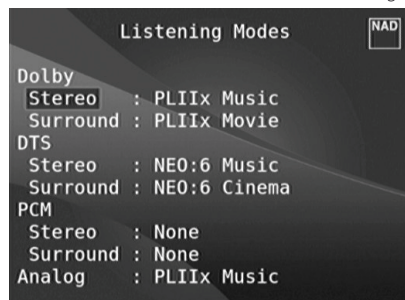 Listening Modes
NAD
Dolby
Stereo : PLIIx Music
Surround : PLIIx Movie
DTS
Stereo : NEO:6 Music
Surround : NEO:6 Cinema
PCM
Stereo : None
Surround : None
Analog : PLIIx Music